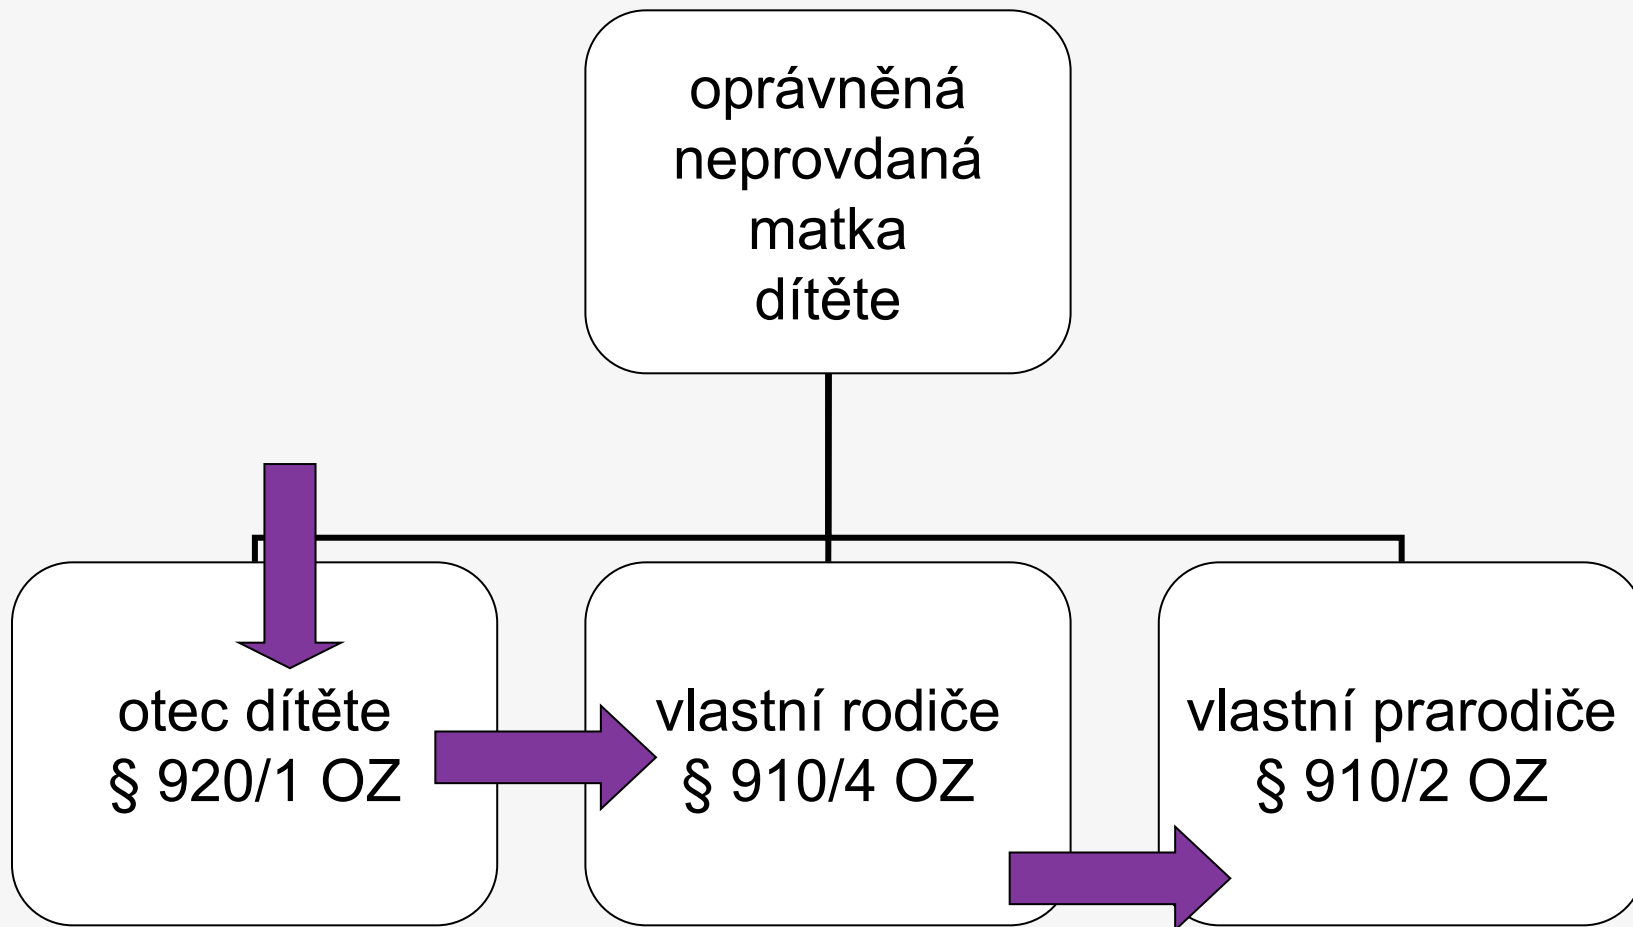 oprávněná
neprovdaná
matka
dítěte
otec dítěte
§ 920/1 OZ
vlastní rodiče
§ 910/4 OZ
vlastní prarodiče
§ 910/2 OZ